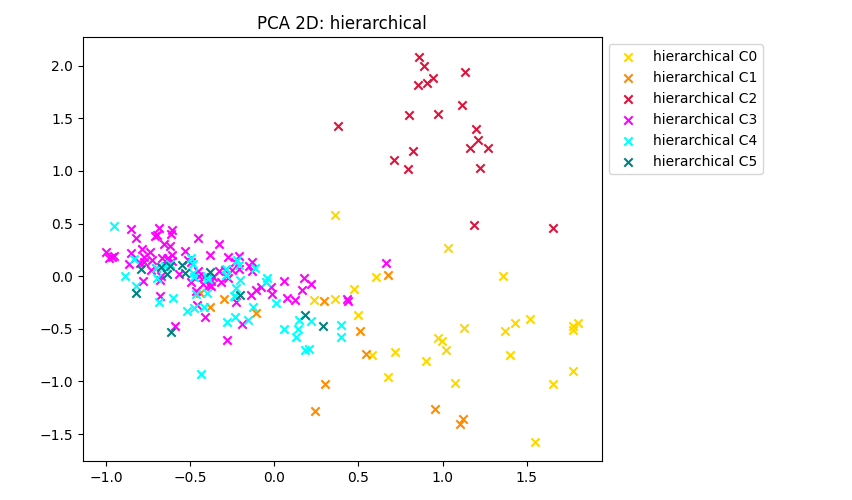 PCA 2D: hierarchical
2.0
1.5
1.0
0.5
0.0
−0.5
−1.0
−1.5
−1.0 −0.5 0.0 0.5 1.0 1.5
hierarchical C0
hierarchical C1
hierarchical C2
hierarchical C3
hierarchical C4
hierarchical C5